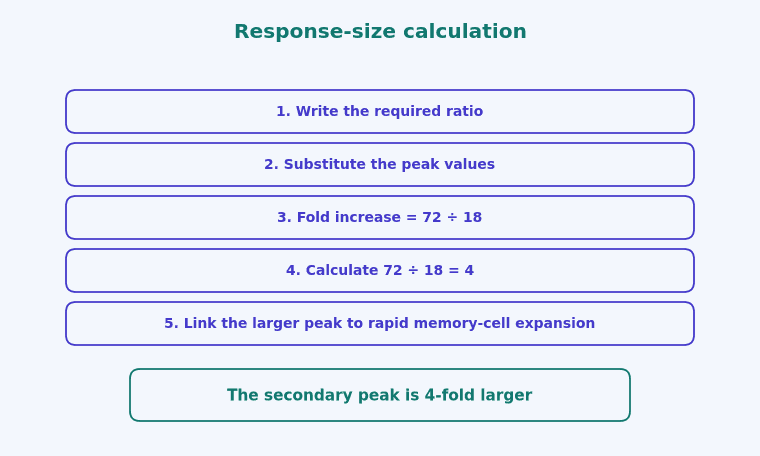 Response-size calculation
1. Write the required ratio
2. Substitute the peak values
3. Fold increase = 72 ÷ 18
4. Calculate 72 ÷ 18 = 4
5. Link the larger peak to rapid memory-cell expansion
The secondary peak is 4-fold larger